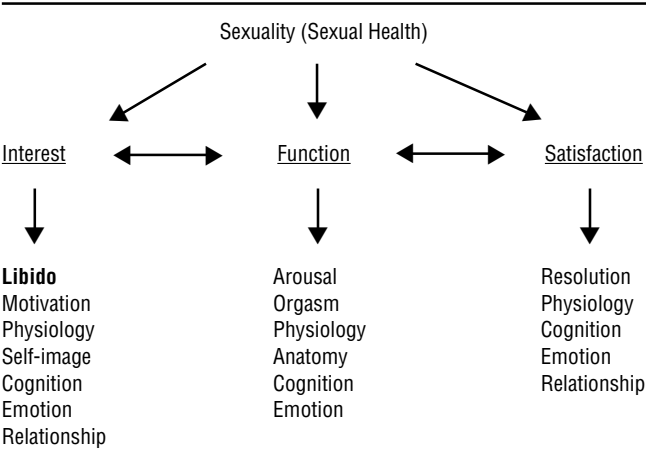 Sexuality (Sexual Health)
Interest
Function
Satisfaction
Libido
Motivation
Physiology
Self-image
Cognition
Emotion
Relationship
Arousal
Orgasm
Physiology
Anatomy
Cognition
Emotion
Resolution
Physiology
Cognition
Emotion
Relationship